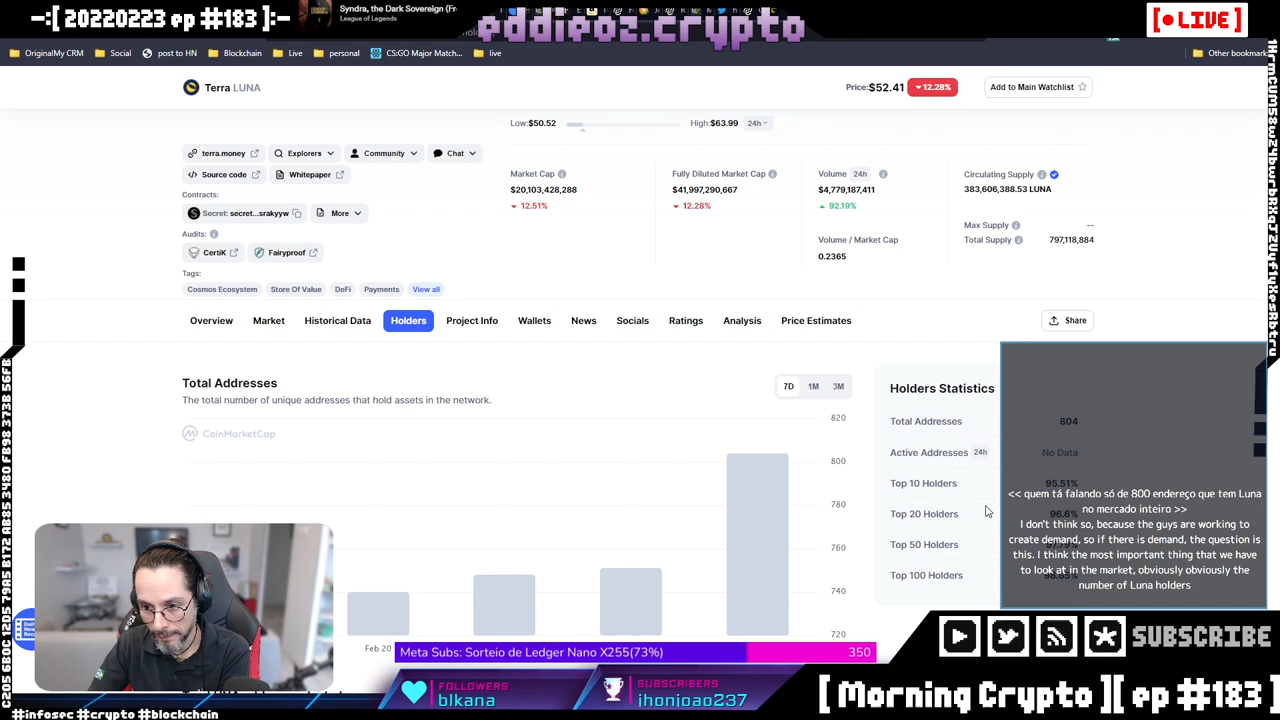 -:[ 20220223 ep #183 ]:-
Syndra, the Dark Sovereign (Fr
League of Legends
eddieoz.crypto
[ LIVE ]
OriginalMy CRM
Social
post to HN
Blockchain
Live
personal
CS:GO Major Match...
live
Other bookmark
Terra LUNA
Price: $52.41
12.28%
Add to Main Watchlist
Low: $50.52
High: $63.99
24h
terra.money
Explorers
Community
Chat
Source code
Whitepaper
Contracts:
Secret: secret...srakyyw
More
Audits:
CertiK
Fairyproof
Tags:
Cosmos Ecosystem
Store Of Value
DeFi
Payments
View all
Market Cap
$20,103,428,288
12.51%
Fully Diluted Market Cap
$41,997,290,667
12.28%
Volume 24h
$4,779,187,411
92.19%
Volume / Market Cap
0.2365
Circulating Supply
383,606,388.53 LUNA
Max Supply --
Total Supply 797,118,884
Overview
Market
Historical Data
Holders
Project Info
Wallets
News
Socials
Ratings
Analysis
Price Estimates
Share
Total Addresses
The total number of unique addresses that hold assets in the network.
7D
1M
3M
CoinMarketCap
820
800
780
760
740
720
Feb 20
Holders Statistics
Total Addresses 804
Active Addresses 24h No Data
Top 10 Holders 95.51%
Top 20 Holders 96.6%
Top 50 Holders
Top 100 Holders 98.65%
<< quem tá falando só de 800 endereço que tem Luna
no mercado inteiro >>
I don't think so, because the guys are working to
create demand, so if there is demand, the question is
this. I think the most important thing that we have
to look at in the market, obviously obviously the
number of Luna holders
Meta Subs: Sorteio de Ledger Nano X255(73%)
350
SUBSCRIBE
FOLLOWERS
blkana
SUBSCRIBERS
jhonjoao237
[ Morning Crypto ][ ep #183 ]
#infosec #crypto #blockchain